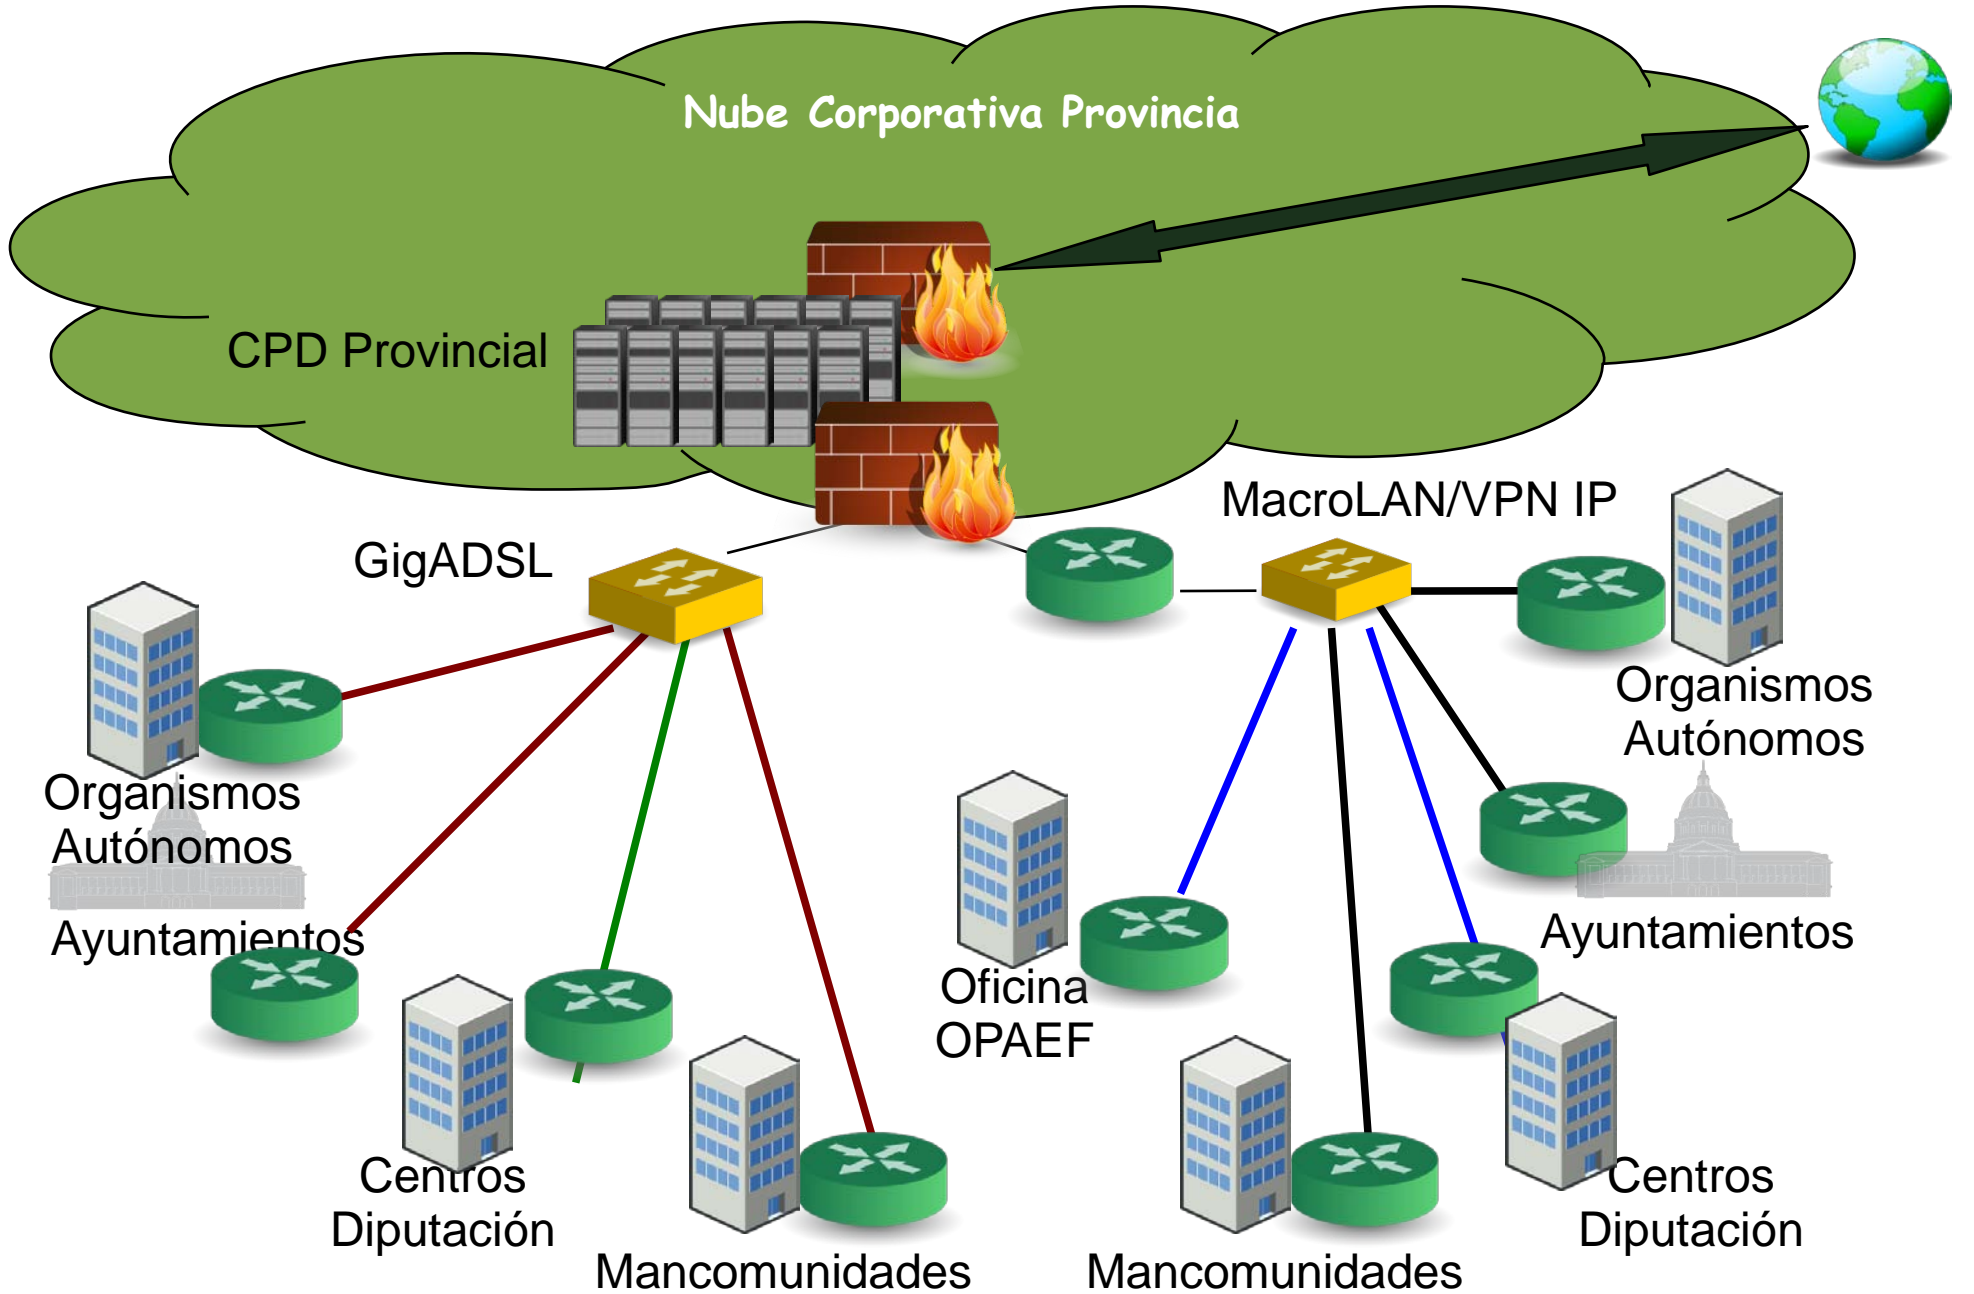 Nube Corporativa Provincia
CPD Provincial
MacroLAN/VPN IP
GigADSL
Organismos
Autónomos
Organismos
Autónomos
Ayuntamientos
Ayuntamientos
Oficina
OPAEF
Centros
Diputación
Centros
Diputación
Mancomunidades
Mancomunidades